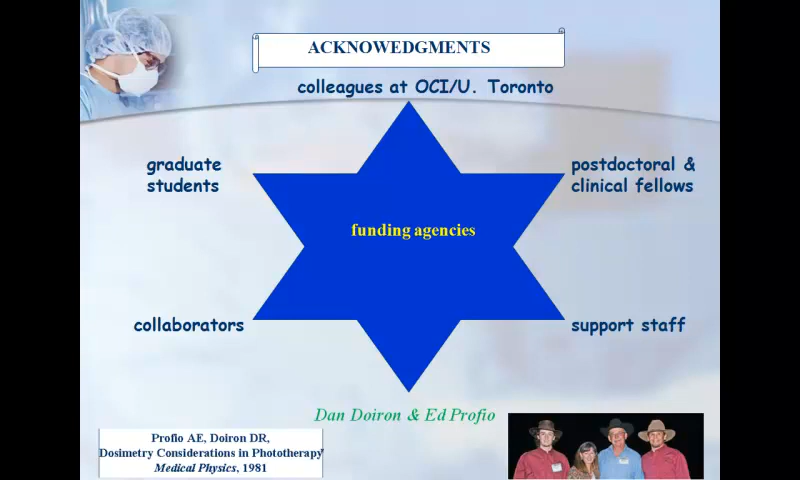 ACKNOWEDGMENTS
colleagues at OCI/U. Toronto
graduate
students
postdoctoral &
clinical fellows
funding agencies
collaborators
support staff
Dan Doiron & Ed Profio
Profio AE, Doiron DR,
Dosimetry Considerations in Phototherapy
Medical Physics, 1981